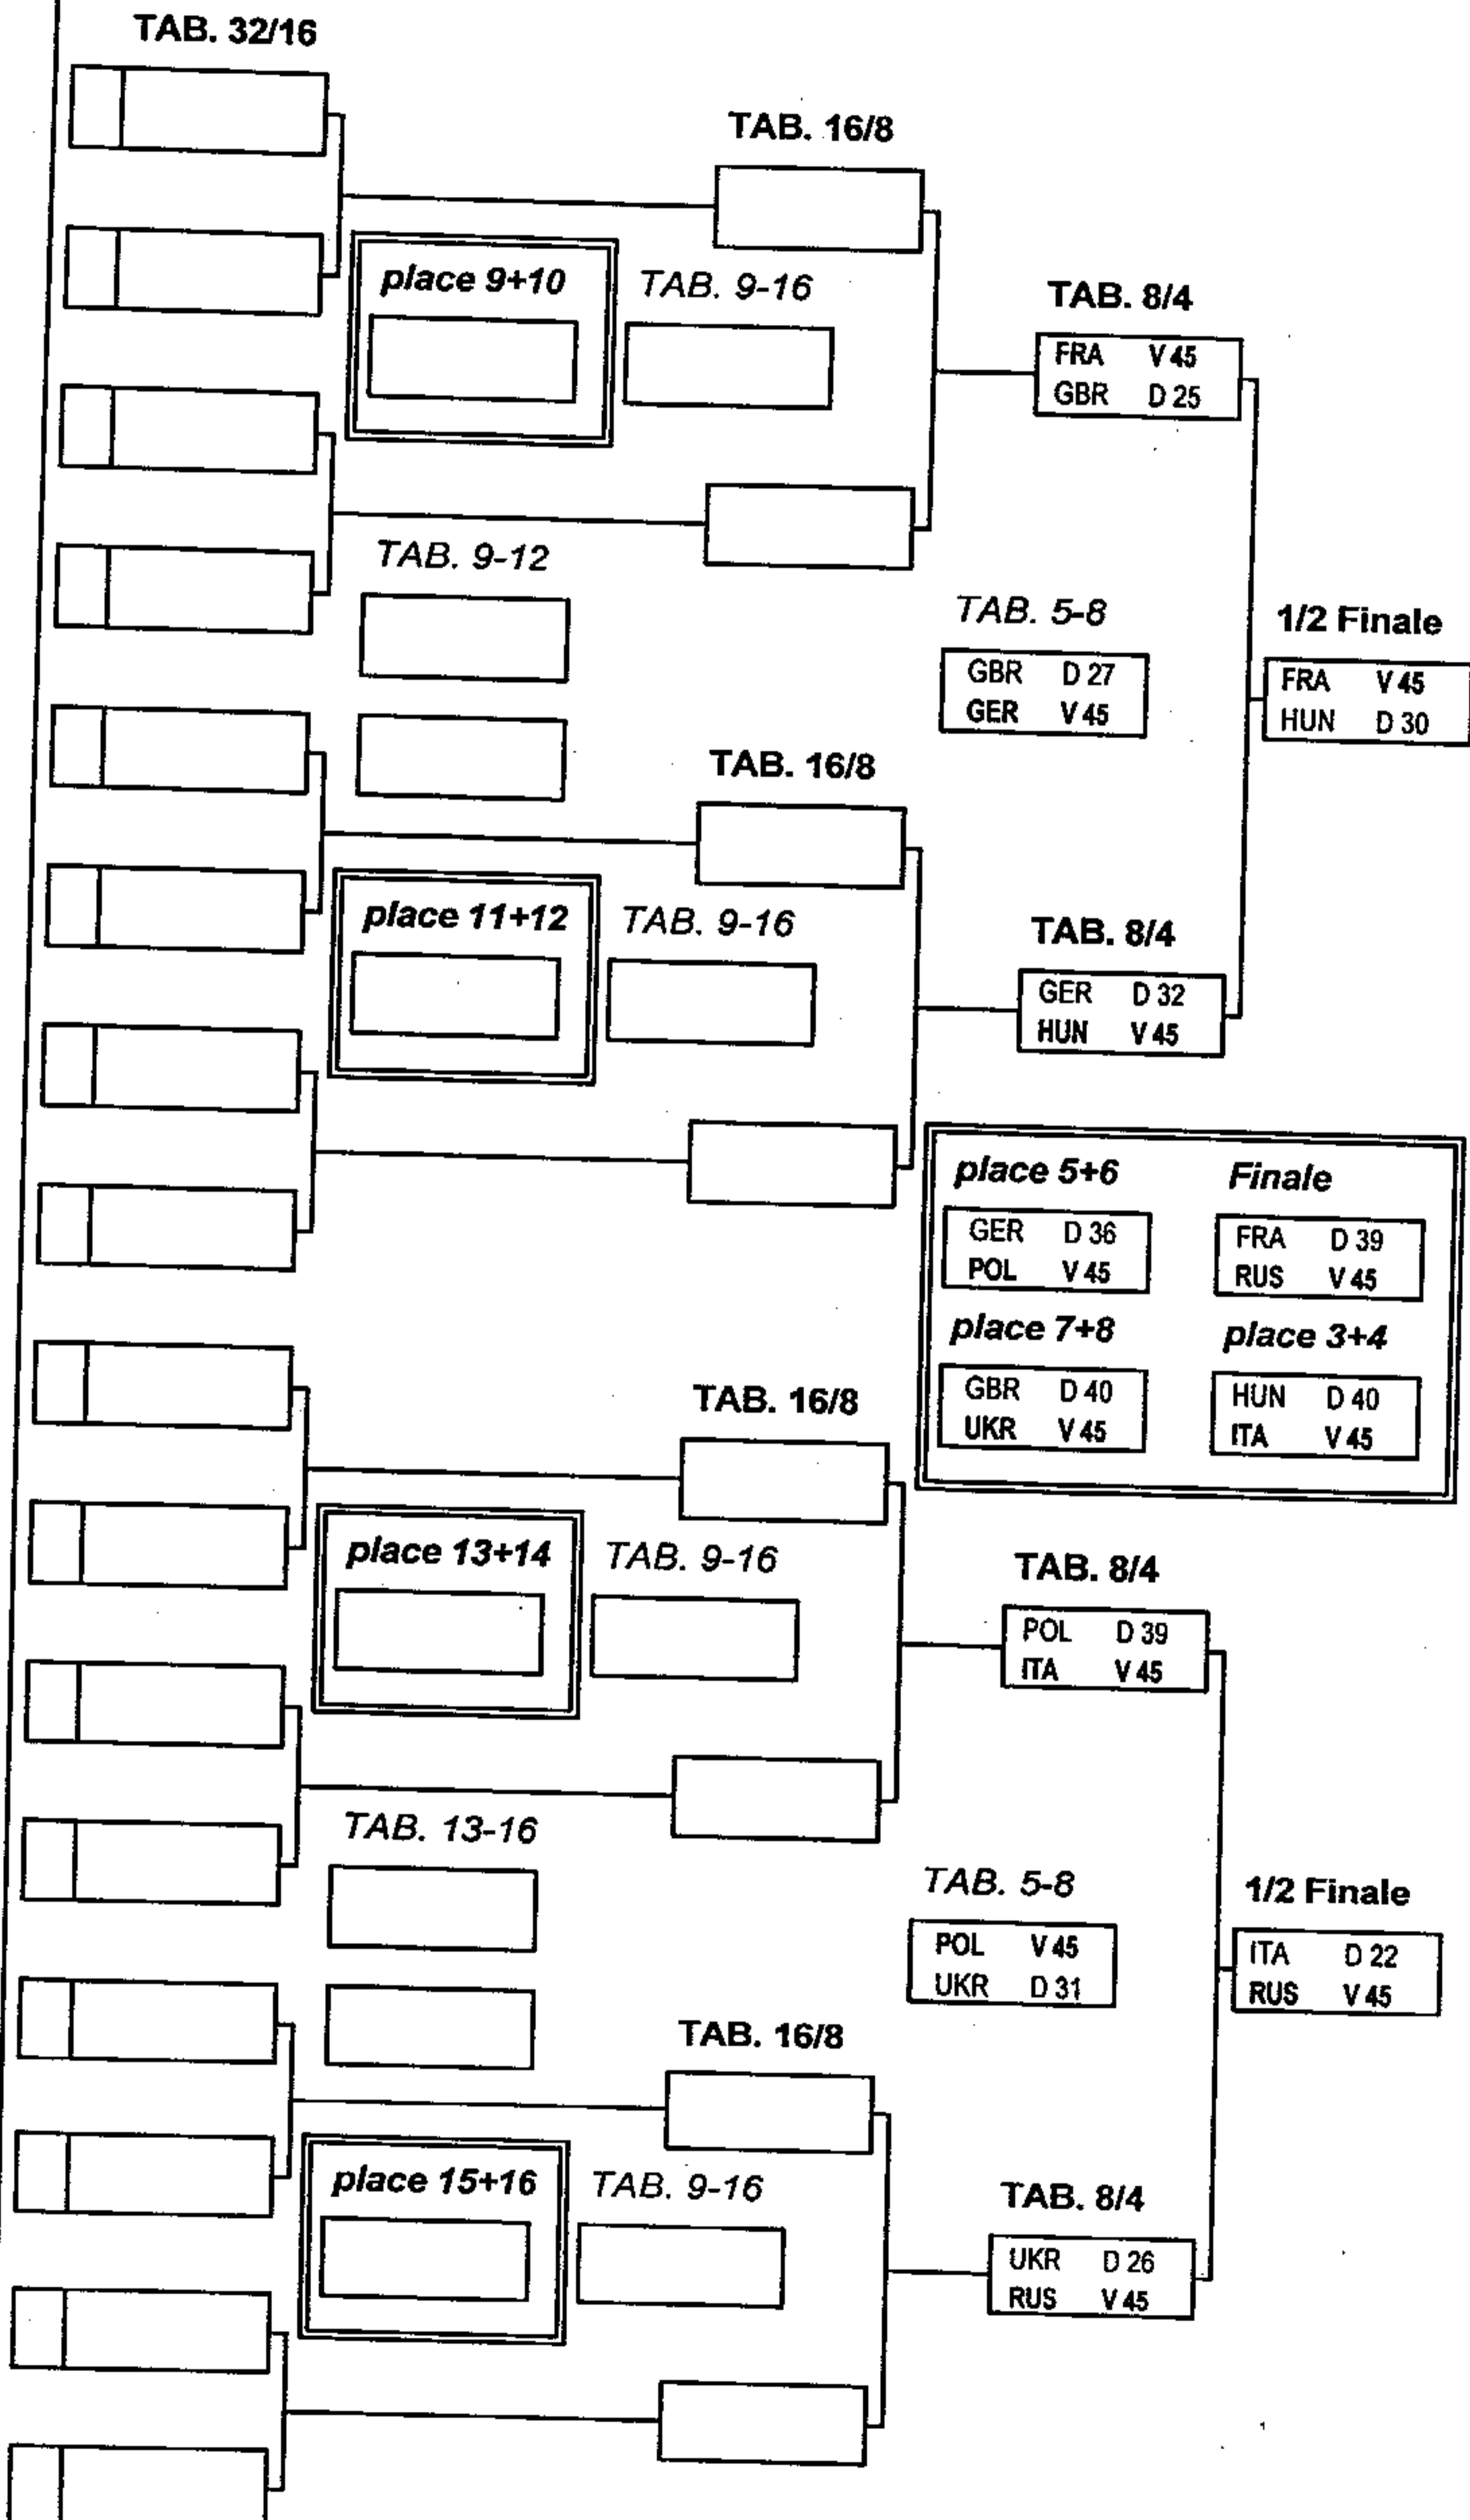 TAB. 32/16
TAB. 16/8
place 9+10
TAB. 9-16
TAB. 8/4
FRA V 45
GBR D 25
TAB. 9-12
TAB. 5-8
GBR D 27
GER V 45
1/2 Finale
FRA V 45
HUN D 30
TAB. 16/8
place 11+12
TAB. 9-16
TAB. 8/4
GER D 32
HUN V 45
place 5+6
GER D 36
POL V 45
Finale
FRA D 39
RUS V 45
place 7+8
GBR D 40
UKR V 45
place 3+4
HUN D 40
ITA V 45
TAB. 16/8
place 13+14
TAB. 9-16
TAB. 8/4
POL D 39
ITA V 45
TAB. 13-16
TAB. 5-8
POL V 45
UKR D 31
1/2 Finale
ITA D 22
RUS V 45
TAB. 16/8
place 15+16
TAB. 9-16
TAB. 8/4
UKR D 26
RUS V 45